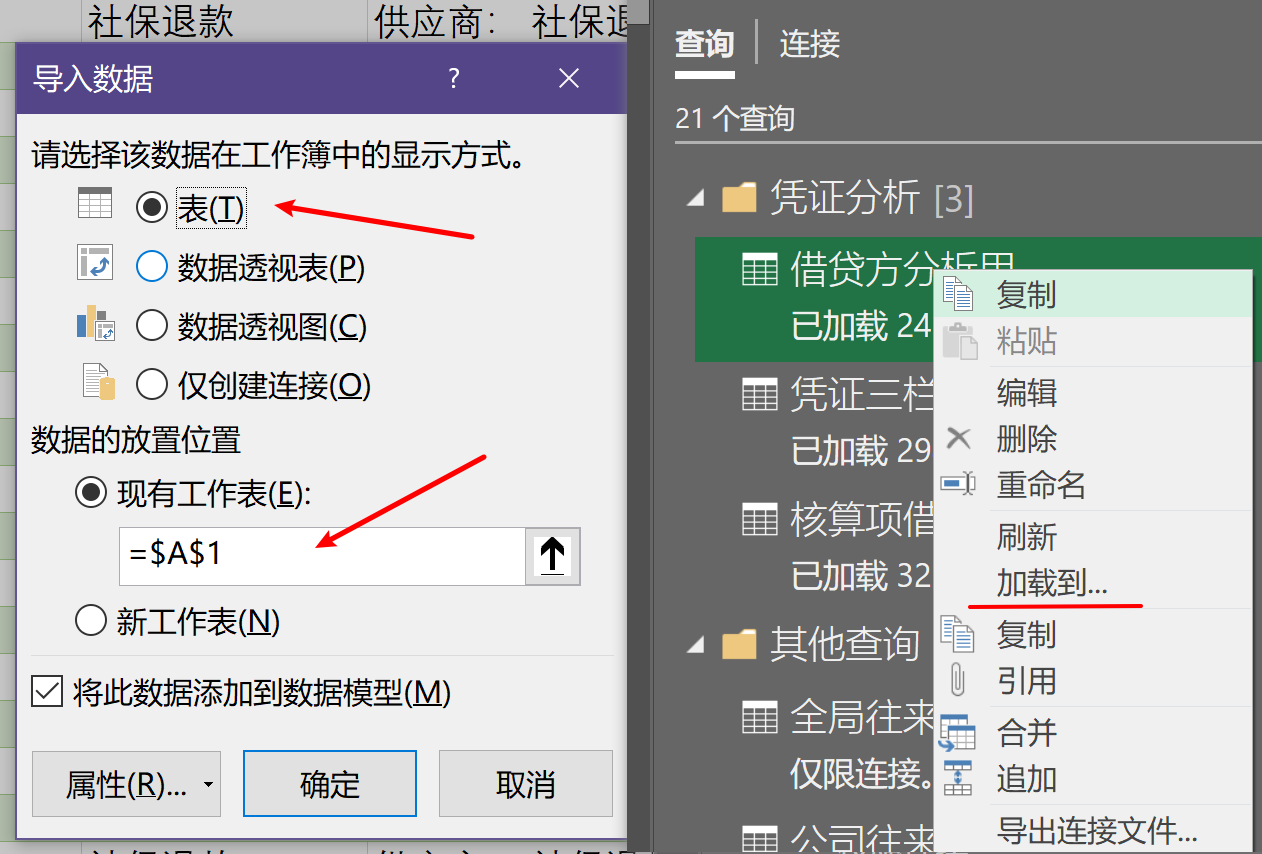 社保退款
供应商：
社保退
导入数据
?
请选择该数据在工作簿中的显示方式。
表(T)
数据透视表(P)
数据透视图(C)
仅创建连接(O)
数据的放置位置
现有工作表(E):
=$A$1
新工作表(N)
将此数据添加到数据模型(M)
属性(R)...
确定
取消
查询
连接
21 个查询
凭证分析 [3]
借贷方分析用
已加载 24
凭证三栏
已加载 29
核算项借
已加载 32
其他查询
全局往来
仅限连接。
公司往来
复制
粘贴
编辑
删除
重命名
刷新
加载到...
复制
引用
合并
追加
导出连接文件...